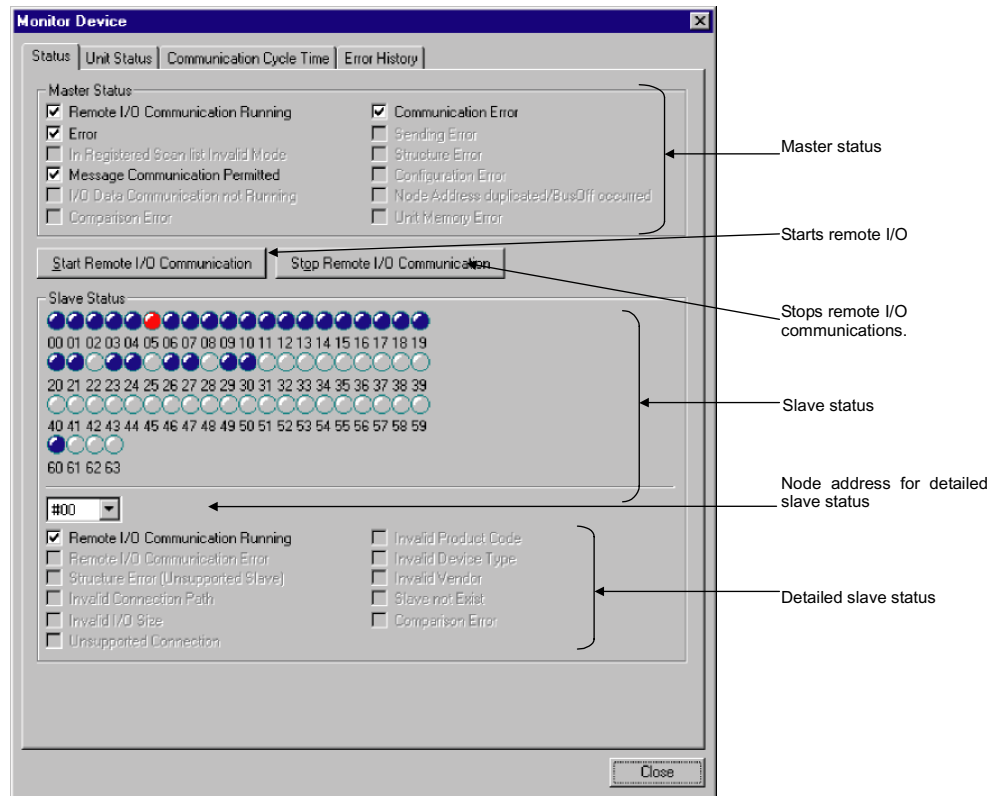 Monitor Device
Status Unit Status Communication Cycle Time Error History
Master Status
Remote I/O Communication Running
Error
In Registered Scan list Invalid Mode
Message Communication Permitted
I/O Data Communication not Running
Comparison Error
Communication Error
Sending Error
Structure Error
Configuration Error
Node Address duplicated/BusOff occurred
Unit Memory Error
Master status
Start Remote I/O Communication
Stop Remote I/O Communication
Starts remote I/O
Stops remote I/O
communications.
Slave Status
00 01 02 03 04 05 06 07 08 09 10 11 12 13 14 15 16 17 18 19
20 21 22 23 24 25 26 27 28 29 30 31 32 33 34 35 36 37 38 39
40 41 42 43 44 45 46 47 48 49 50 51 52 53 54 55 56 57 58 59
60 61 62 63
Slave status
Node address for detailed
slave status
#00
Remote I/O Communication Running
Remote I/O Communication Error
Structure Error (Unsupported Slave)
Invalid Connection Path
Invalid I/O Size
Unsupported Connection
Invalid Product Code
Invalid Device Type
Invalid Vendor
Slave not Exist
Comparison Error
Detailed slave status
Close